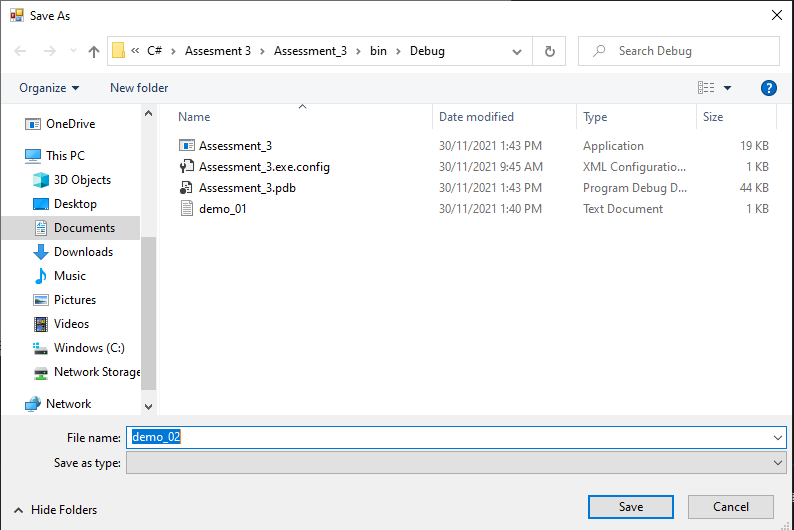 Save As
« C# > Assesment 3 > Assessment_3 > bin > Debug
Search Debug
Organize
New folder
?
Name
Date modified
Type
Size
OneDrive
This PC
3D Objects
Desktop
Documents
Downloads
Music
Pictures
Videos
Windows (C:)
Network Storage
Network
Assessment_3 30/11/2021 1:43 PM Application 19 KB
Assessment_3.exe.config 30/11/2021 9:45 AM XML Configuratio... 1 KB
Assessment_3.pdb 30/11/2021 1:43 PM Program Debug D... 44 KB
demo_01 30/11/2021 1:40 PM Text Document 1 KB
File name: demo_02
Save as type:
Hide Folders
Save
Cancel